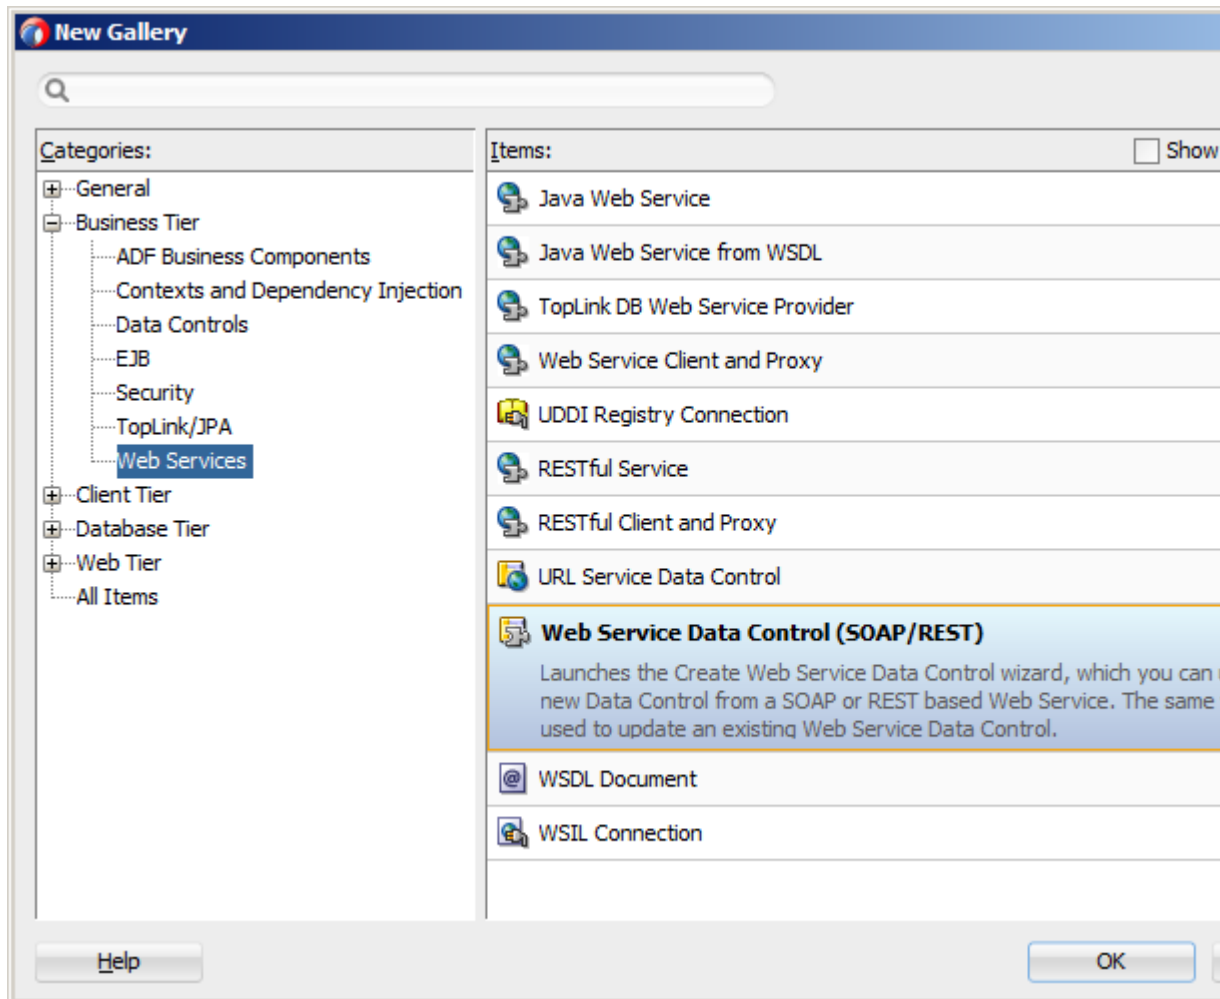 New Gallery
Categories:
General
Business Tier
ADF Business Components
Contexts and Dependency Injection
Data Controls
EJB
Security
TopLink/JPA
Web Services
Client Tier
Database Tier
Web Tier
All Items
Items:
Show
Java Web Service
Java Web Service from WSDL
TopLink DB Web Service Provider
Web Service Client and Proxy
UDDI Registry Connection
RESTful Service
RESTful Client and Proxy
URL Service Data Control
Web Service Data Control (SOAP/REST)
Launches the Create Web Service Data Control wizard, which you can
new Data Control from a SOAP or REST based Web Service. The same
used to update an existing Web Service Data Control.
WSDL Document
WSIL Connection
Help
OK